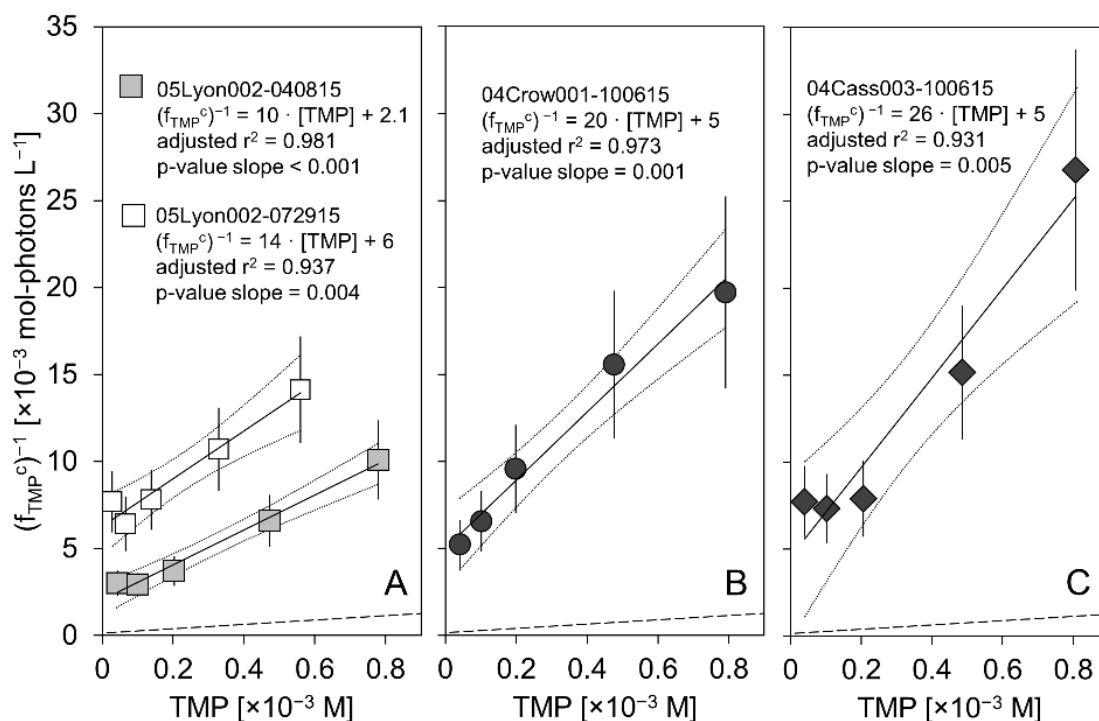 (f_TMP^c)⁻¹ [×10⁻³ mol-photons L⁻¹]
35
30
25
20
15
10
5
0
05Lyon002-040815
(f_TMP^c)⁻¹ = 10 · [TMP] + 2.1
adjusted r² = 0.981
p-value slope < 0.001
05Lyon002-072915
(f_TMP^c)⁻¹ = 14 · [TMP] + 6
adjusted r² = 0.937
p-value slope = 0.004
A
0 0.2 0.4 0.6 0.8
TMP [×10⁻³ M]
04Crow001-100615
(f_TMP^c)⁻¹ = 20 · [TMP] + 5
adjusted r² = 0.973
p-value slope = 0.001
B
0 0.2 0.4 0.6 0.8
TMP [×10⁻³ M]
04Cass003-100615
(f_TMP^c)⁻¹ = 26 · [TMP] + 5
adjusted r² = 0.931
p-value slope = 0.005
C
0 0.2 0.4 0.6 0.8
TMP [×10⁻³ M]